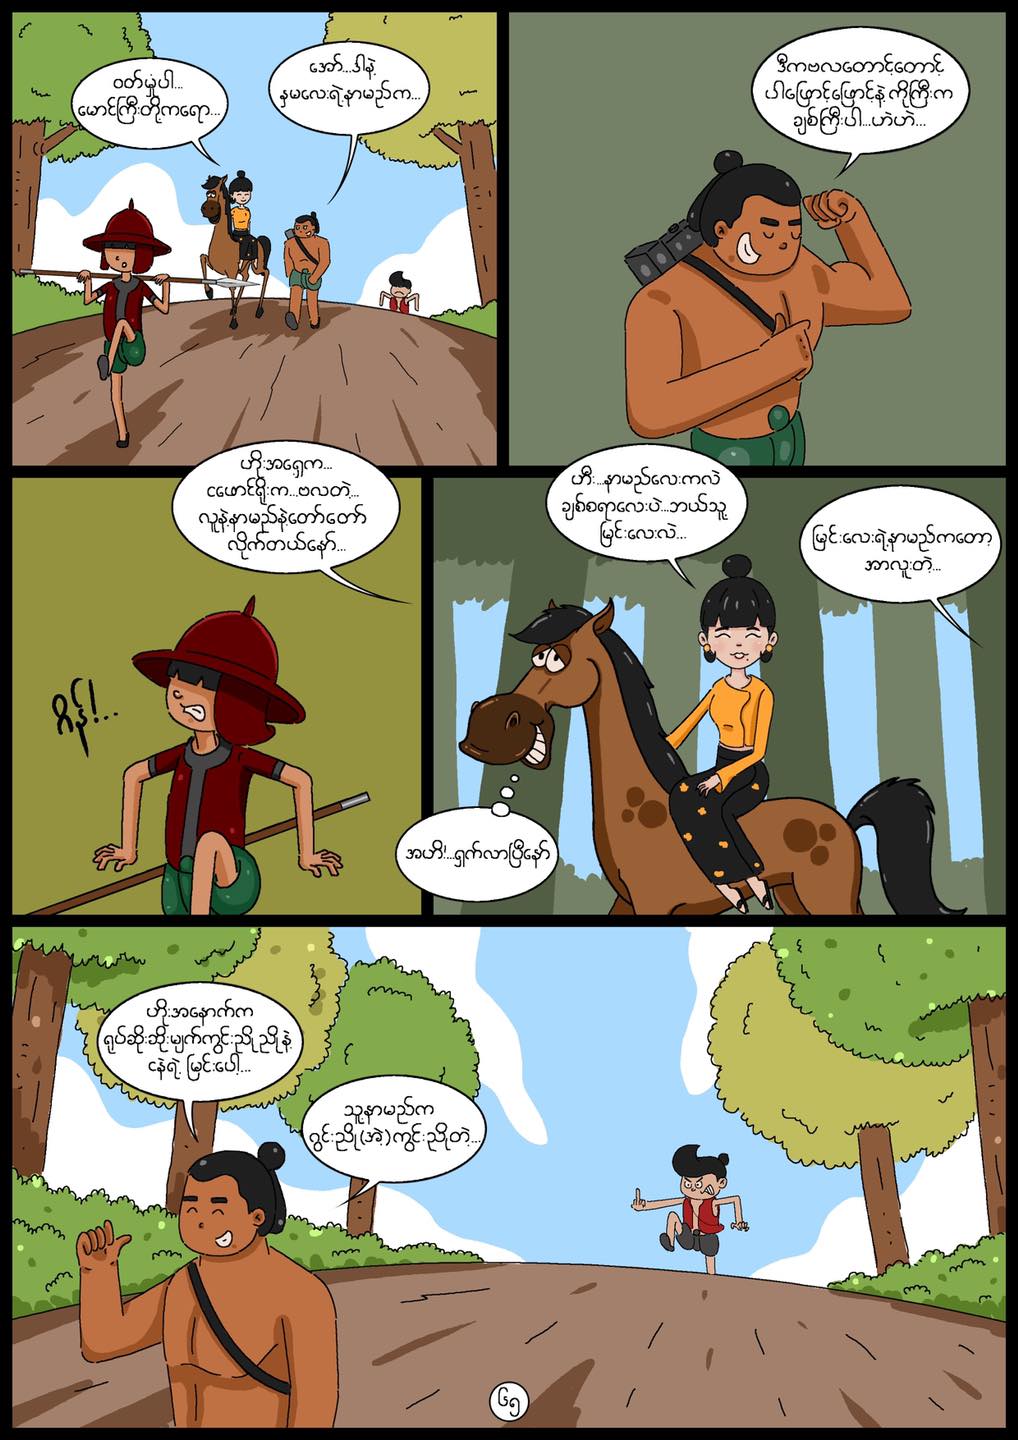 ဝတ်မှုံပါ...
မောင်ကြီးတို့ကရော...
အော်...ဒါနဲ့
နှမလေးရဲ့နာမည်က...
ဒီကဗလတောင့်တောင့်
ပါဖြောင့်ဖြောင့်နဲ့ ကိုကြီးက
ချစ်ကြီးပါ...ဟဲဟဲ...
ဟိုးအရှေ့က...
ငဖောင်ရိုးက...ဗလတဲ့...
လူနဲ့နာမည်နဲ့တော်တော်
လိုက်တယ်နော်...
ဂိန်!...
ဟီး...နာမည်လေးကလဲ
ချစ်စရာလေးပဲ...ဘယ်သူ့
မြင်းလေးလဲ...
မြင်းလေးရဲ့နာမည်ကတော့
အာလူးတဲ့...
အဟီ!...ရှက်လာပြီနော်
ဟိုးအနောက်က
ရုပ်ဆိုးဆိုးမျက်ကွင်းညိုညိုနဲ့
ငနဲရဲ့ မြင်းပေါ့...
သူ့နာမည်က
ဂွင်းညို(အဲ့)ကွင်းညိုတဲ့...
၆၅